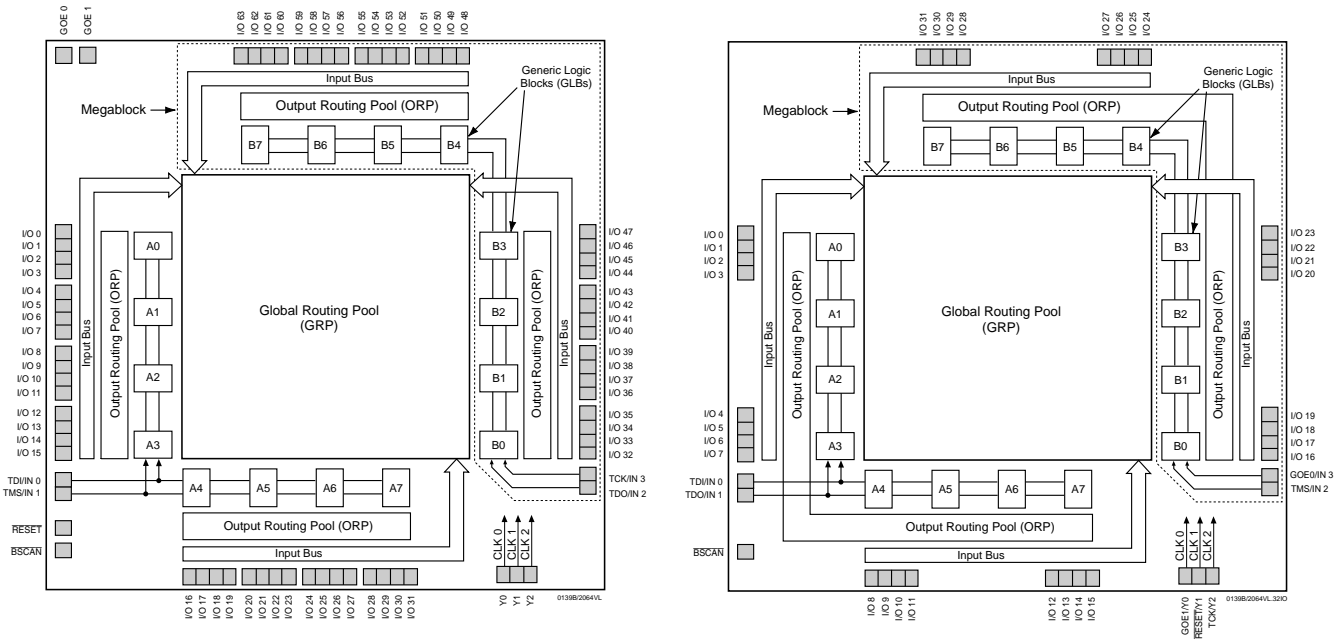 GOE 0
GOE 1
I/O 63
I/O 62
I/O 61
I/O 60
I/O 59
I/O 58
I/O 57
I/O 56
I/O 55
I/O 54
I/O 53
I/O 52
I/O 51
I/O 50
I/O 49
I/O 48
Input Bus
Generic Logic
Blocks (GLBs)
Megablock
Output Routing Pool (ORP)
B7
B6
B5
B4
I/O 0
I/O 1
I/O 2
I/O 3
I/O 4
I/O 5
I/O 6
I/O 7
I/O 8
I/O 9
I/O 10
I/O 11
I/O 12
I/O 13
I/O 14
I/O 15
Input Bus
Output Routing Pool (ORP)
A0
A1
A2
A3
Global Routing Pool
(GRP)
B3
B2
B1
B0
Output Routing Pool (ORP)
Input Bus
I/O 47
I/O 46
I/O 45
I/O 44
I/O 43
I/O 42
I/O 41
I/O 40
I/O 39
I/O 38
I/O 37
I/O 36
I/O 35
I/O 34
I/O 33
I/O 32
TDI/IN 0
TMS/IN 1
TCK/IN 3
TDO/IN 2
A4
A5
A6
A7
Output Routing Pool (ORP)
Input Bus
RESET
BSCAN
CLK 0
CLK 1
CLK 2
I/O 16
I/O 17
I/O 18
I/O 19
I/O 20
I/O 21
I/O 22
I/O 23
I/O 24
I/O 25
I/O 26
I/O 27
I/O 28
I/O 29
I/O 30
I/O 31
Y0
Y1
Y2
0139B/2064VL
I/O 31
I/O 30
I/O 29
I/O 28
I/O 27
I/O 26
I/O 25
I/O 24
Input Bus
Generic Logic
Blocks (GLBs)
Megablock
Output Routing Pool (ORP)
B7
B6
B5
B4
I/O 0
I/O 1
I/O 2
I/O 3
I/O 4
I/O 5
I/O 6
I/O 7
Input Bus
Output Routing Pool (ORP)
A0
A1
A2
A3
Global Routing Pool
(GRP)
B3
B2
B1
B0
Output Routing Pool (ORP)
Input Bus
I/O 23
I/O 22
I/O 21
I/O 20
I/O 19
I/O 18
I/O 17
I/O 16
TDI/IN 0
TDO/IN 1
GOE0/IN 3
TMS/IN 2
A4
A5
A6
A7
Output Routing Pool (ORP)
Input Bus
BSCAN
CLK 0
CLK 1
CLK 2
I/O 8
I/O 9
I/O 10
I/O 11
I/O 12
I/O 13
I/O 14
I/O 15
GOE1/Y0
RESET/Y1
TCK/Y2
0139B/2064VL.32IO